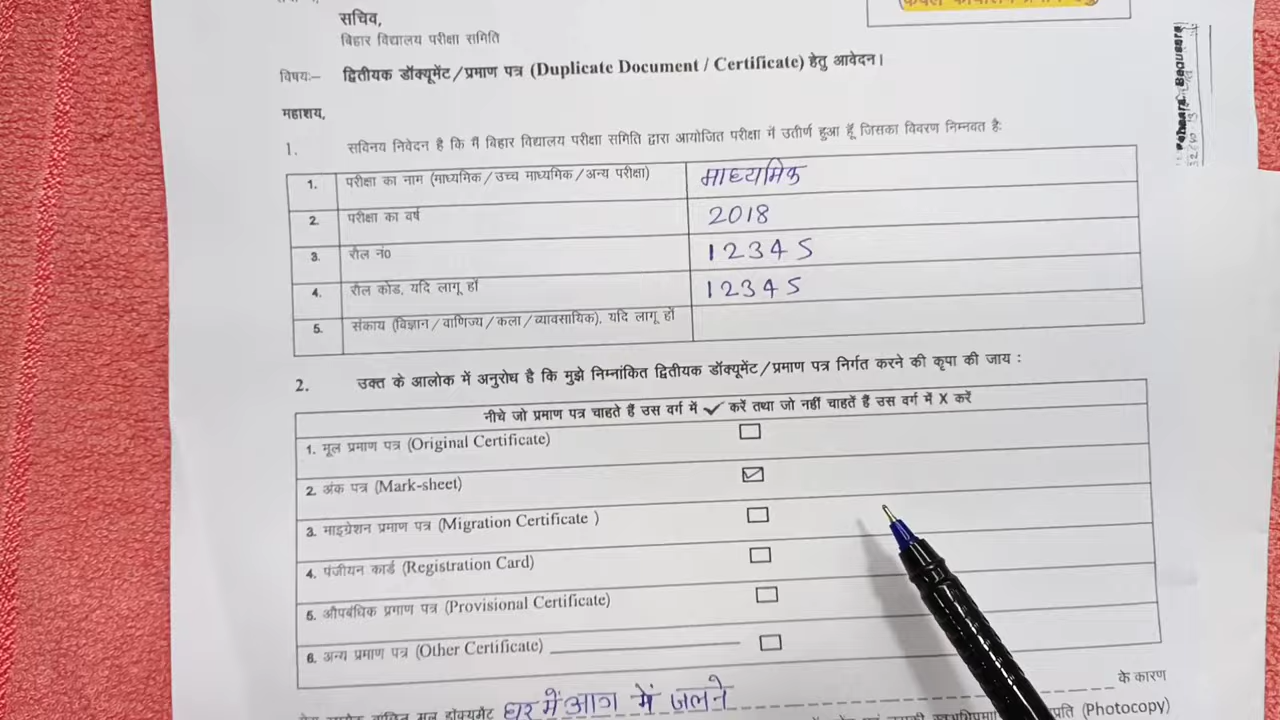 सचिव,
बिहार विद्यालय परीक्षा समिति
विषयः– द्वितीयक डॉक्यूमेंट/प्रमाण पत्र (Duplicate Document / Certificate) हेतु आवेदन।
महाशय,
1. सविनय निवेदन है कि मैं बिहार विद्यालय परीक्षा समिति द्वारा आयोजित परीक्षा में उतीर्ण हुआ हूँ जिसका विवरण निम्नवत हैः
1. परीक्षा का नाम (माध्यमिक/उच्च माध्यमिक/अन्य परीक्षा) माध्यमिक
2. परीक्षा का वर्ष 2018
3. रौल नं0 12345
4. रौल कोड, यदि लागू हों 12345
5. संकाय (विज्ञान/वाणिज्य/कला/व्यावसायिक), यदि लागू हों
2. उक्त के आलोक में अनुरोध है कि मुझे निम्नांकित द्वितीयक डॉक्यूमेंट/प्रमाण पत्र निर्गत करने की कृपा की जाय :
नीचे जो प्रमाण पत्र चाहते हैं उस वर्ग में ✓ करें तथा जो नहीं चाहतें हैं उस वर्ग में X करें
1. मूल प्रमाण पत्र (Original Certificate)
2. अंक पत्र (Mark-sheet) ✓
3. माइग्रेशन प्रमाण पत्र (Migration Certificate )
4. पंजीयन कार्ड (Registration Card)
5. औपबंधिक प्रमाण पत्र (Provisional Certificate)
6. अन्य प्रमाण पत्र (Other Certificate)
मूल डॉक्यूमेंट घर में आग में जलने के कारण
(Photocopy)